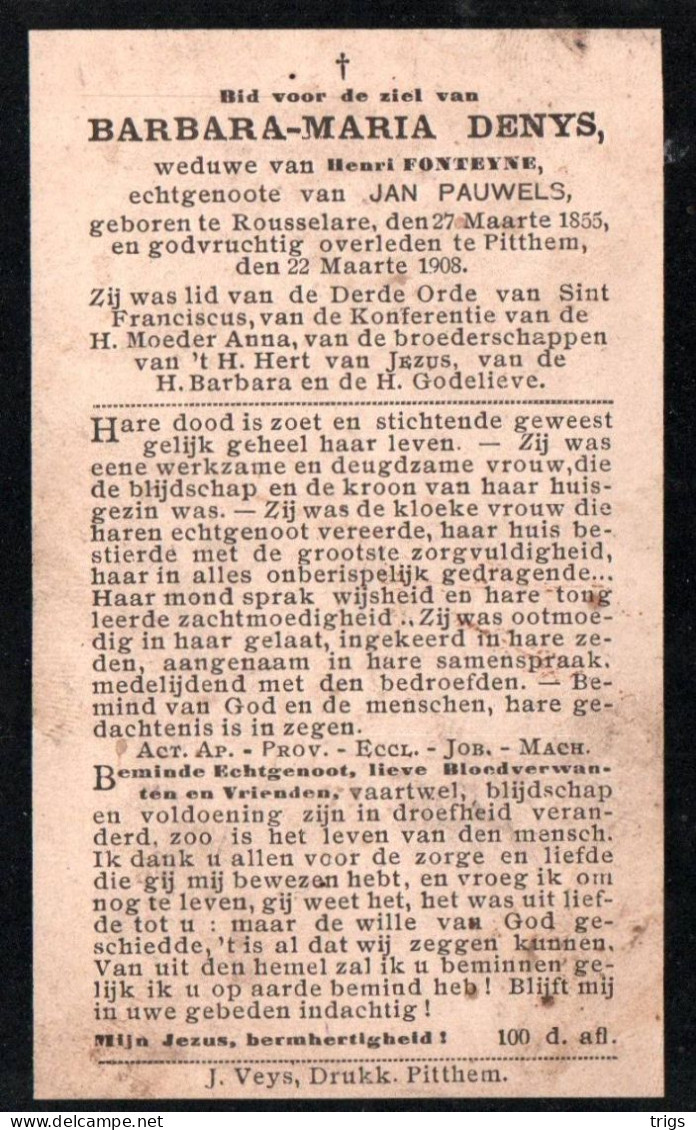 †
Bid voor de ziel van
BARBARA-MARIA DENYS,
weduwe van Henri FONTEYNE,
echtgenoote van JAN PAUWELS,
geboren te Rousselare, den 27 Maarte 1855,
en godvruchtig overleden te Pitthem,
den 22 Maarte 1908.
Zij was lid van de Derde Orde van Sint
Franciscus, van de Konferentie van de
H. Moeder Anna, van de broederschappen
van 't H. Hert van Jezus, van de
H. Barbara en de H. Godelieve.
Hare dood is zoet en stichtende geweest
gelijk geheel haar leven. — Zij was
eene werkzame en deugdzame vrouw, die
de blijdschap en de kroon van haar huis-
gezin was. — Zij was de kloeke vrouw die
haren echtgenoot vereerde, haar huis be-
stierde met de grootste zorgvuldigheid,
haar in alles onberispelijk gedragende...
Haar mond sprak wijsheid en hare tong
leerde zachtmoedigheid .. Zij was ootmoe-
dig in haar gelaat, ingekeerd in hare ze-
den, aangenaam in hare samenspraak.
medelijdend met den bedroefden. — Be-
mind van God en de menschen, hare ge-
dachtenis is in zegen.
Act. Ap. - Prov. - Eccl. - Job. - Mach.
Beminde Echtgenoot, lieve Bloedverwan-
ten en Vrienden, vaartwel, blijdschap
en voldoening zijn in droefheid veran-
derd, zoo is het leven van den mensch.
Ik dank u allen voor de zorge en liefde
die gij mij bewezen hebt, en vroeg ik om
nog te leven, gij weet het, het was uit lief-
de tot u : maar de wille van God ge-
schiedde, 't is al dat wij zeggen kunnen.
Van uit den hemel zal ik u beminnen ge-
lijk ik u op aarde bemind heb ! Blijft mij
in uwe gebeden indachtig !
Mijn Jezus, bermhertigheid ! 100 d. afl.
J. Veys, Drukk. Pitthem.
trigs